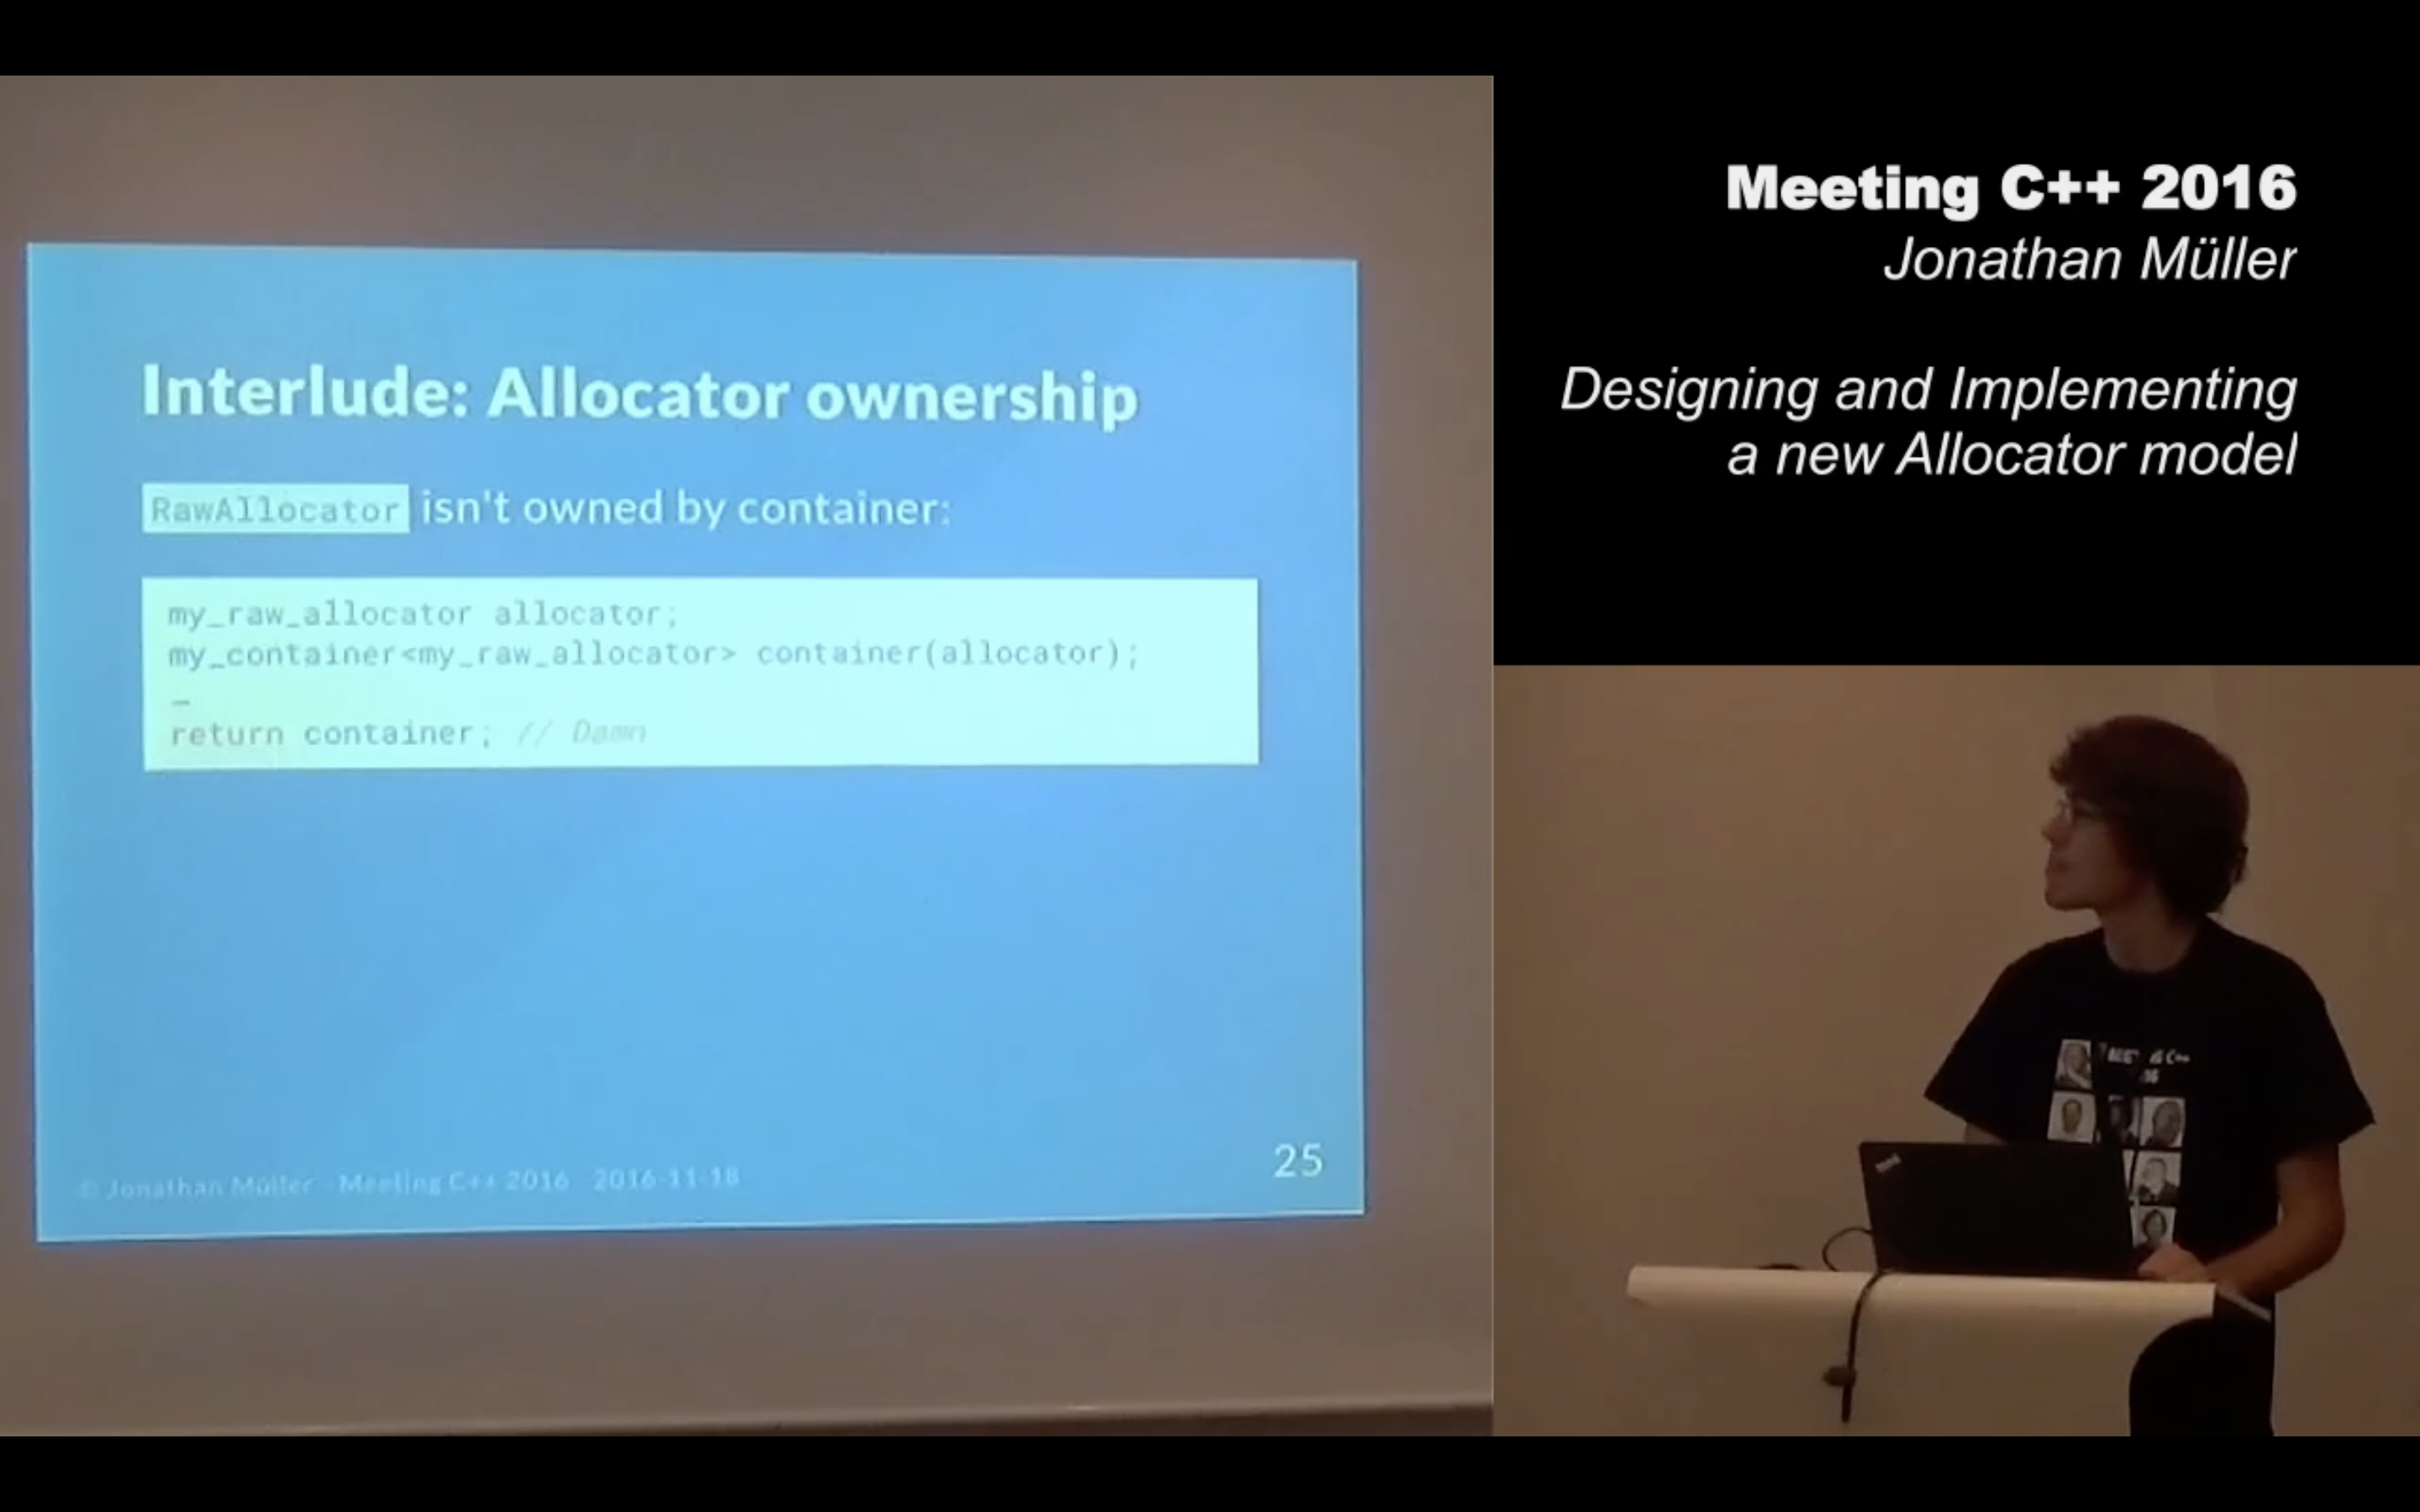 Meeting C++ 2016
Jonathan Müller
Designing and Implementing
a new Allocator model
Interlude: Allocator ownership
RawAllocator isn't owned by container:
my_raw_allocator allocator;
my_container<my_raw_allocator> container(allocator);
…
return container; // Damn
© Jonathan Müller - Meeting C++ 2016 2016-11-18
25